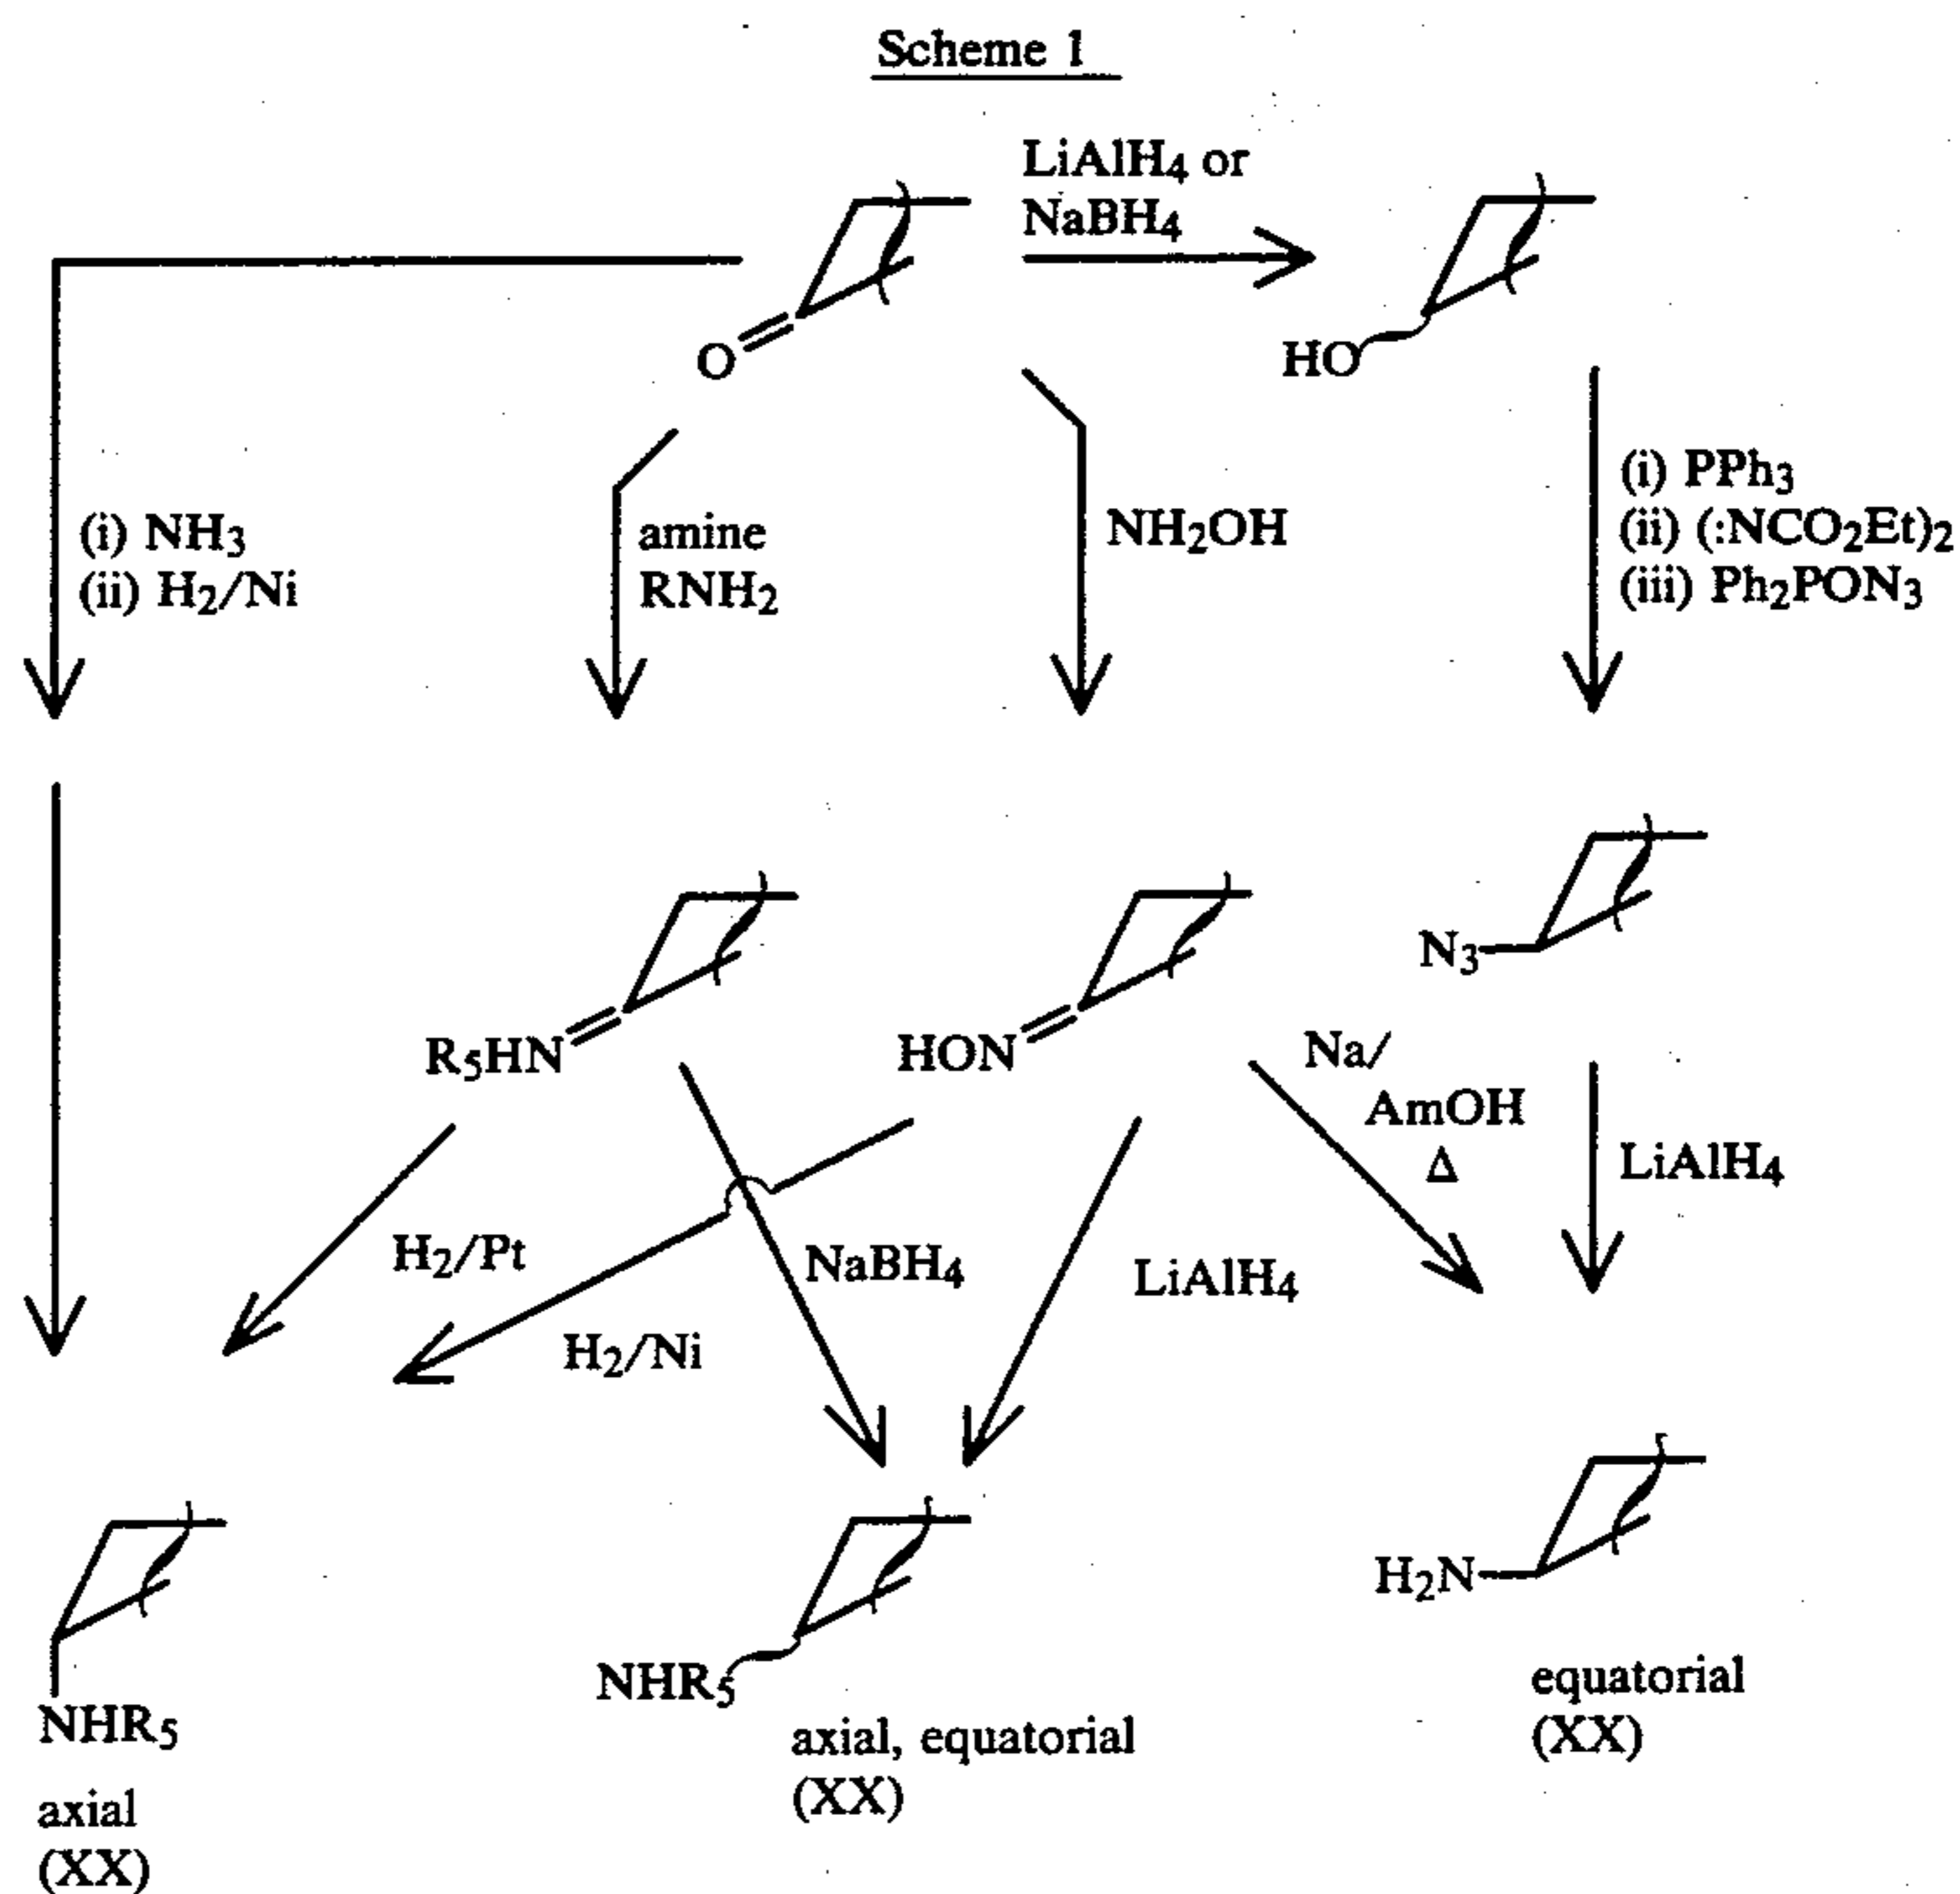 Scheme 1
LiAlH4 or
NaBH4
O
HO
(i) NH3
(ii) H2/Ni
amine
RNH2
NH2OH
(i) PPh3
(ii) (:NCO2Et)2
(iii) Ph2PON3
R5HN
HON
N3
Na/
AmOH
Δ
LiAlH4
H2/Pt
H2/Ni
NaBH4
LiAlH4
NHR5
axial
(XX)
NHR5
axial, equatorial
(XX)
H2N
equatorial
(XX)